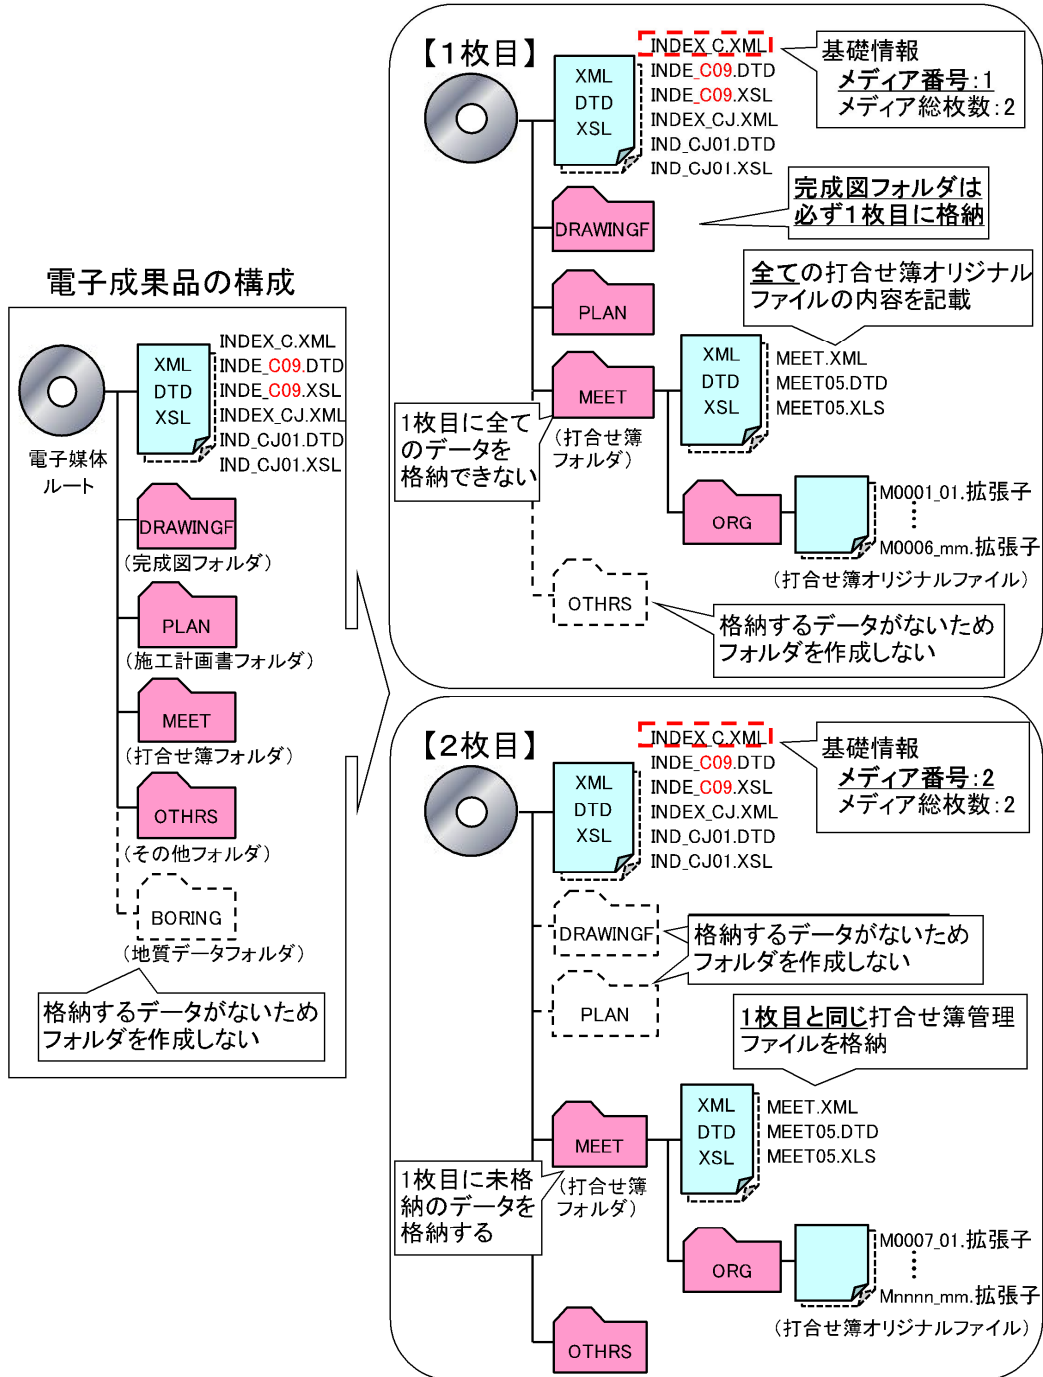 電子成果品の構成
XML
DTD
XSL
INDEX_C.XML
INDE_C09.DTD
INDE_C09.XSL
INDEX_CJ.XML
IND_CJ01.DTD
IND_CJ01.XSL
電子媒体
ルート
DRAWINGF
(完成図フォルダ)
PLAN
(施工計画書フォルダ)
MEET
(打合せ簿フォルダ)
OTHRS
(その他フォルダ)
BORING
(地質データフォルダ)
格納するデータがないため
フォルダを作成しない
【1枚目】
XML
DTD
XSL
INDEX_C.XML
INDE_C09.DTD
INDE_C09.XSL
INDEX_CJ.XML
IND_CJ01.DTD
IND_CJ01.XSL
基礎情報
メディア番号:1
メディア総枚数:2
DRAWINGF
完成図フォルダは
必ず1枚目に格納
PLAN
全ての打合せ簿オリジナル
ファイルの内容を記載
MEET
(打合せ簿
フォルダ)
1枚目に全て
のデータを
格納できない
XML
DTD
XSL
MEET.XML
MEET05.DTD
MEET05.XLS
ORG
M0001_01.拡張子
M0006_mm.拡張子
(打合せ簿オリジナルファイル)
OTHRS
格納するデータがないため
フォルダを作成しない
【2枚目】
XML
DTD
XSL
INDEX_C.XML
INDE_C09.DTD
INDE_C09.XSL
INDEX_CJ.XML
IND_CJ01.DTD
IND_CJ01.XSL
基礎情報
メディア番号:2
メディア総枚数:2
DRAWINGF
PLAN
格納するデータがないため
フォルダを作成しない
1枚目と同じ打合せ簿管理
ファイルを格納
MEET
(打合せ簿
フォルダ)
1枚目に未格
納のデータを
格納する
XML
DTD
XSL
MEET.XML
MEET05.DTD
MEET05.XLS
ORG
M0007_01.拡張子
Mnnnn_mm.拡張子
(打合せ簿オリジナルファイル)
OTHRS